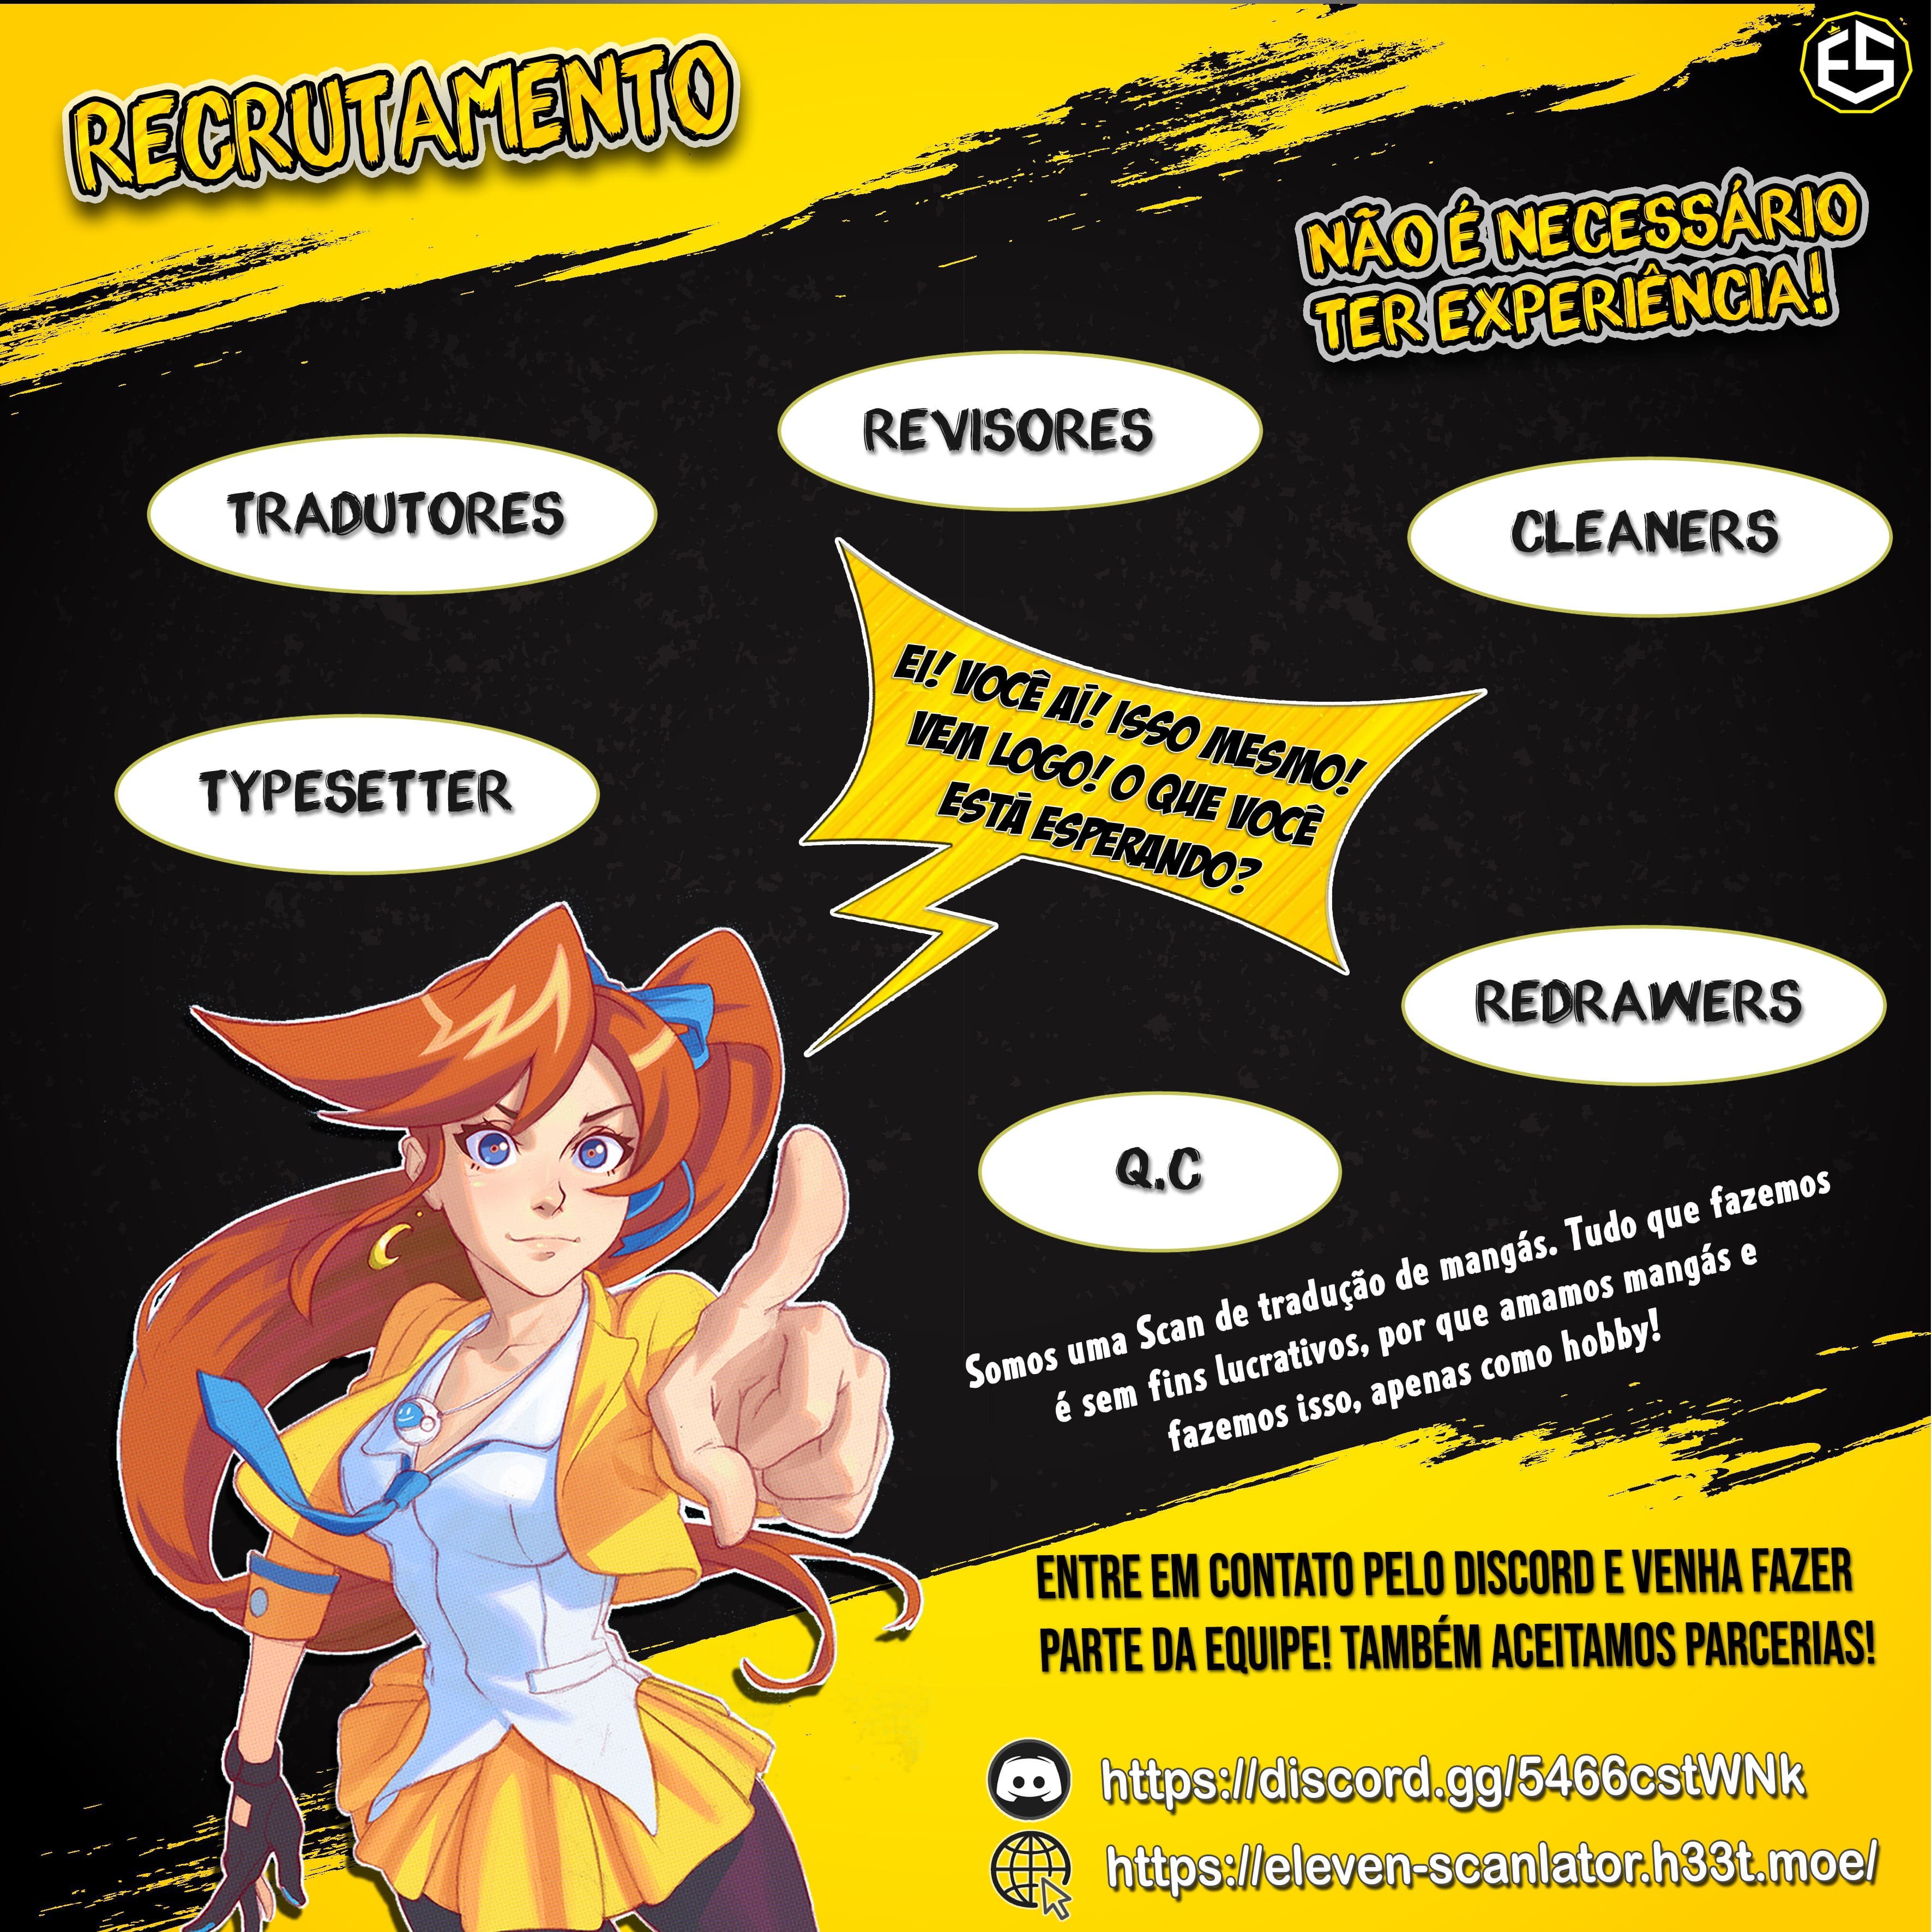 RECRUTAMENTO
ES
NÃO É NECESSÁRIO
TER EXPERIÊNCIA!
REVISORES
TRADUTORES
CLEANERS
EI! VOCÊ AÍ! ISSO MESMO!
VEM LOGO! O QUE VOCÊ
ESTÁ ESPERANDO?
TYPESETTER
REDRAWERS
Q.C
Somos uma Scan de tradução de mangás. Tudo que fazemos
é sem fins lucrativos, por que amamos mangás e
fazemos isso, apenas como hobby!
ENTRE EM CONTATO PELO DISCORD E VENHA FAZER
PARTE DA EQUIPE! TAMBÉM ACEITAMOS PARCERIAS!
https://discord.gg/5466cstWNk
https://eleven-scanlator.h33t.moe/